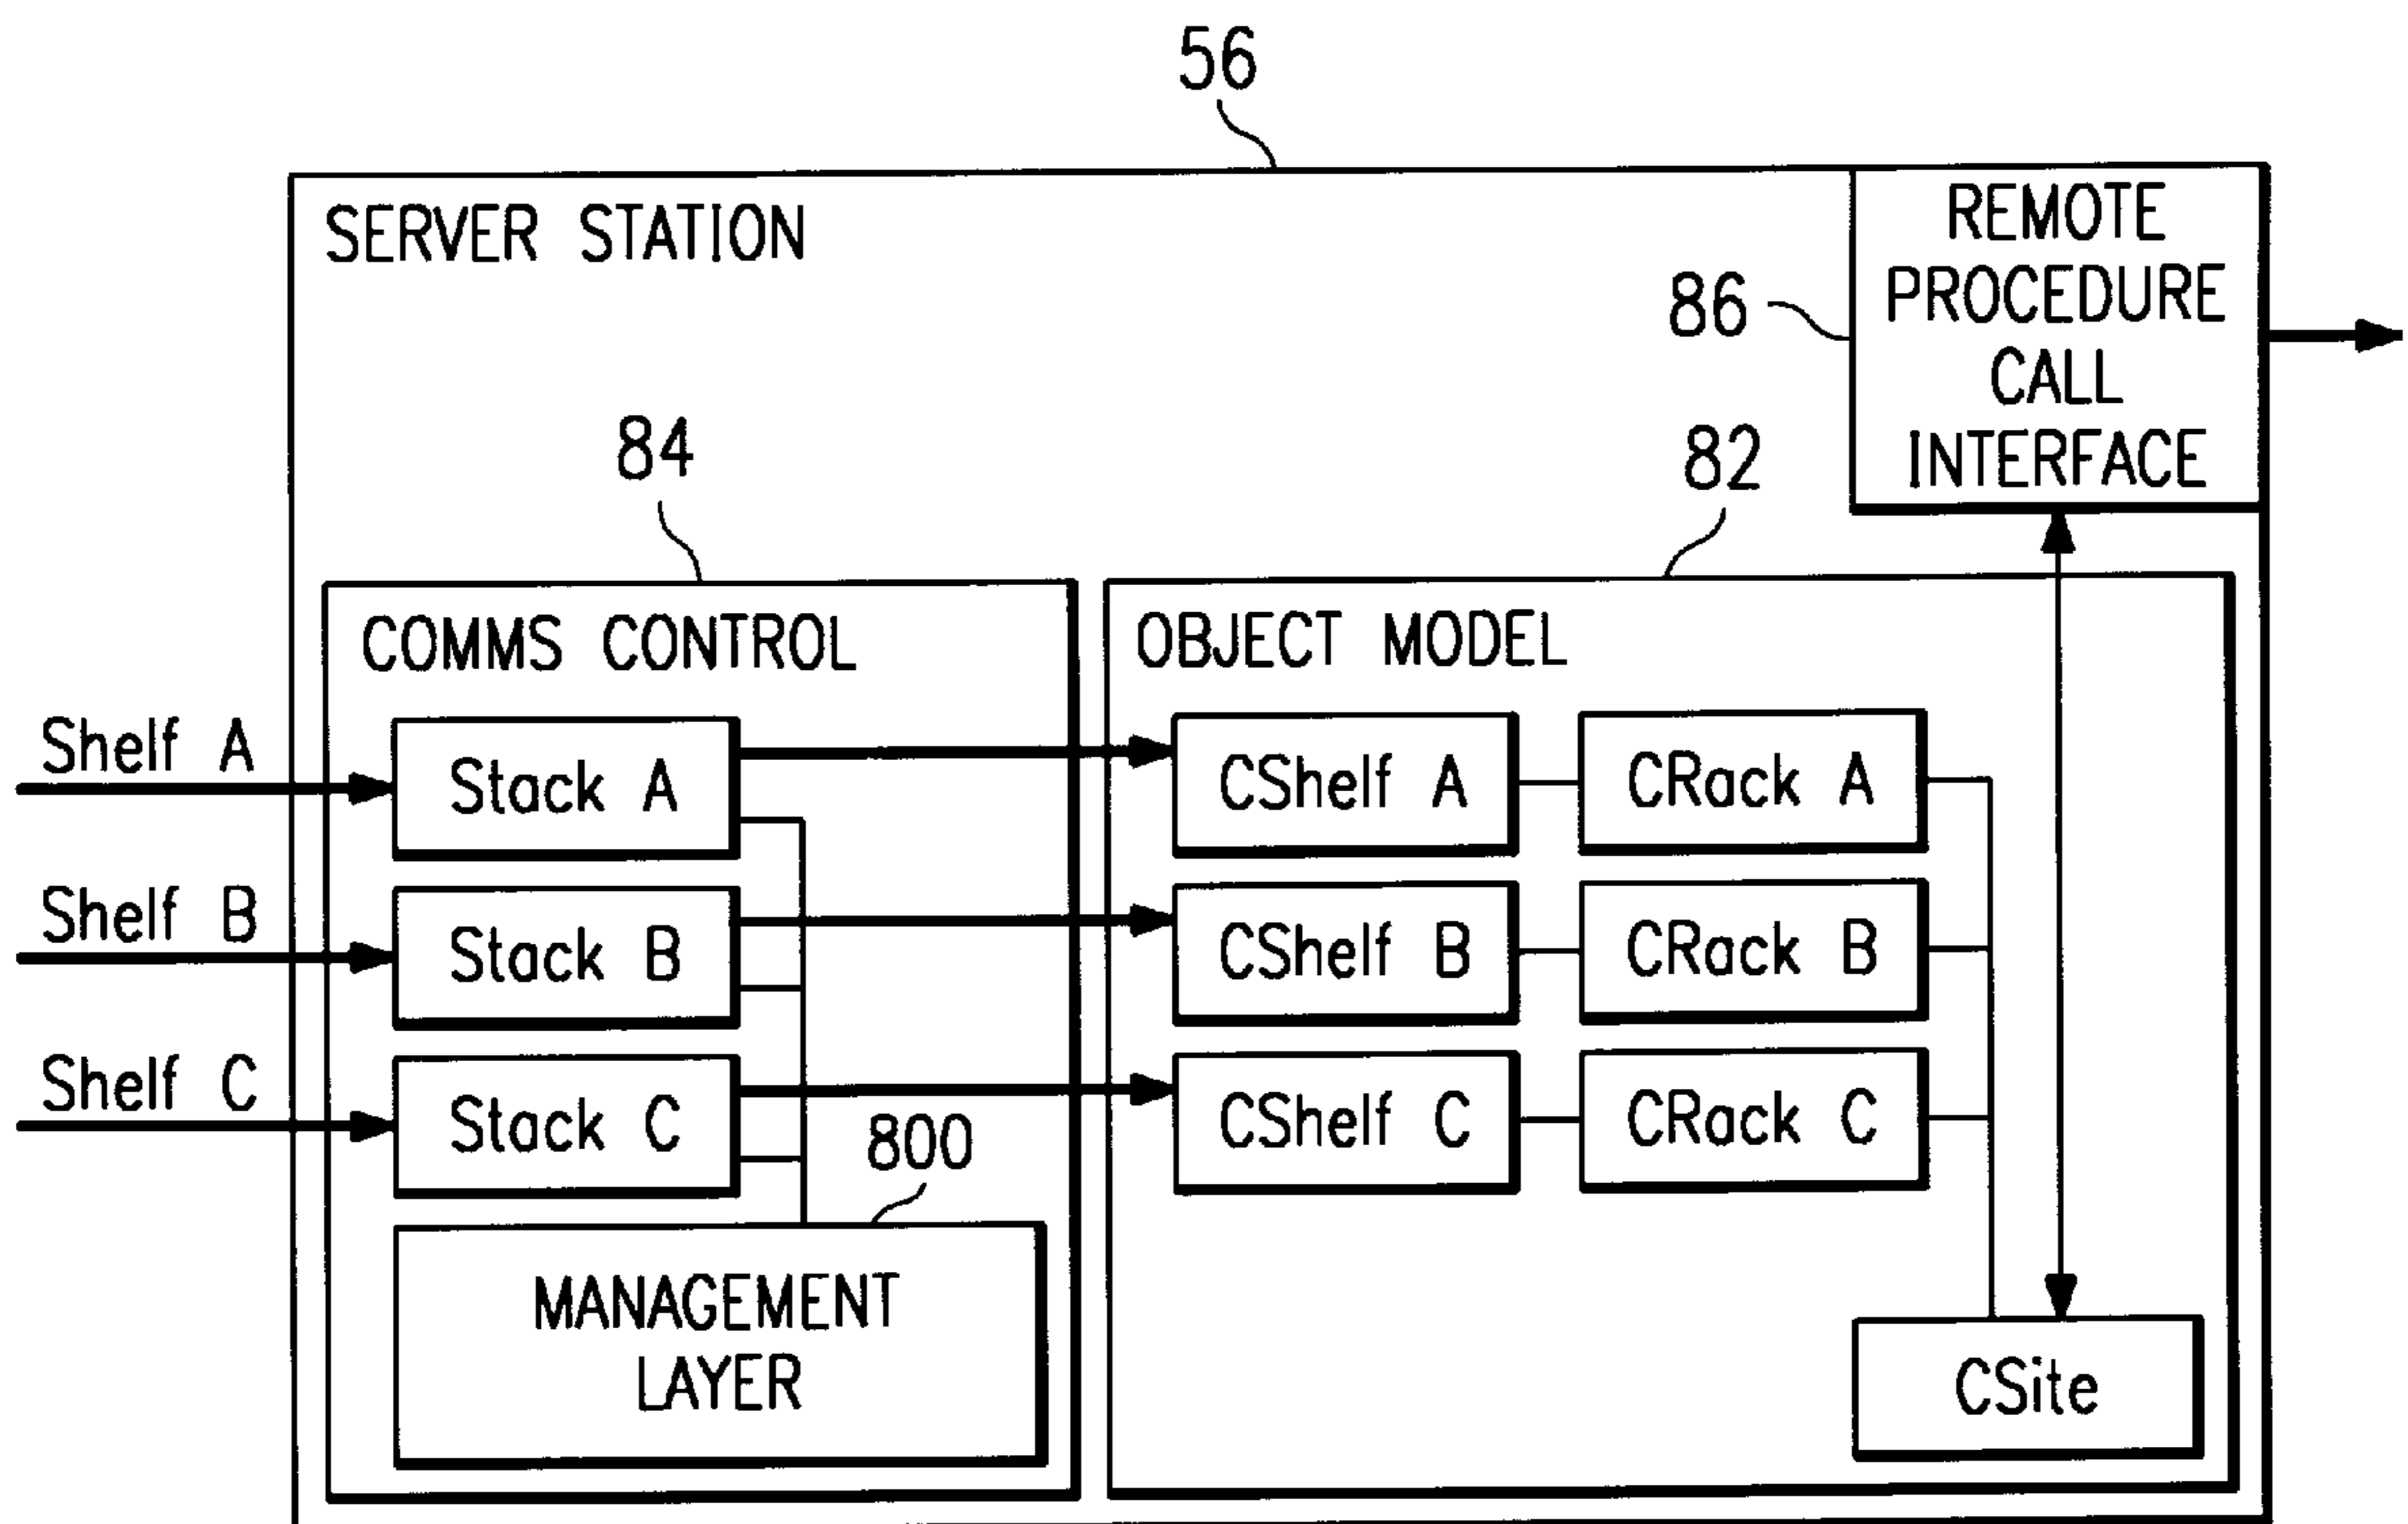 56
SERVER STATION
REMOTE
PROCEDURE
CALL
INTERFACE
86
84
82
COMMS CONTROL
OBJECT MODEL
Shelf A
Stack A
CShelf A
CRack A
Shelf B
Stack B
CShelf B
CRack B
Shelf C
Stack C
CShelf C
CRack C
800
MANAGEMENT
LAYER
CSite